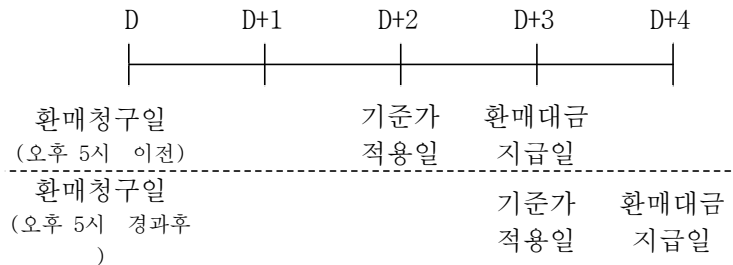 D D+1 D+2 D+3 D+4
환매청구일 기준가 환매대금
(오후 5시 이전) 적용일 지급일
환매청구일 기준가 환매대금
(오후 5시 경과후 적용일 지급일
)